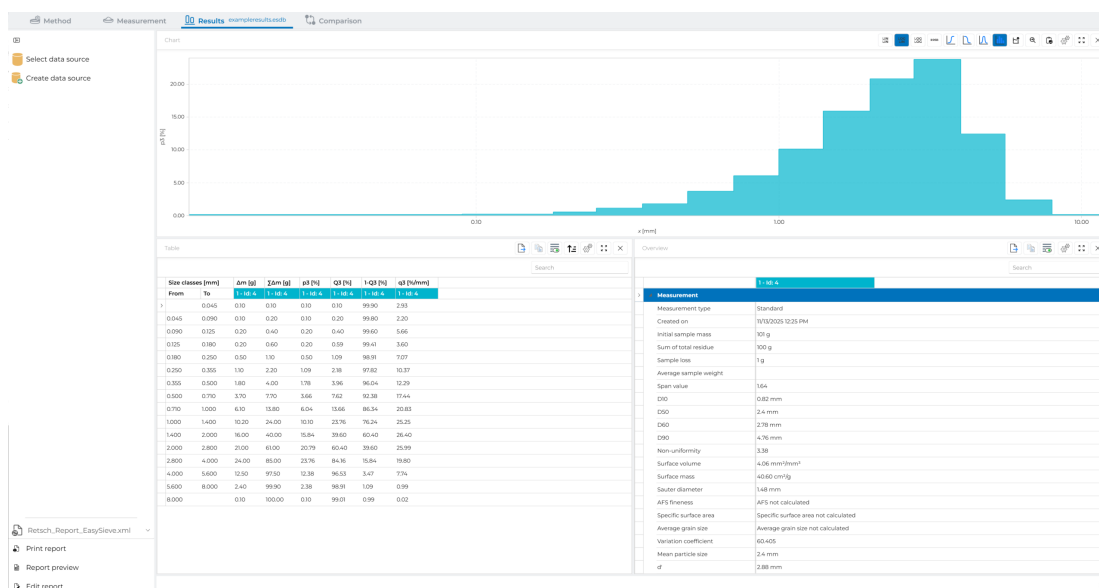 Method Measurement Results exampleresults.esdb Comparison
Select data source
Create data source
Chart
p3 [%]
20.00
15.00
10.00
5.00
0.00
0.10 1.00 10.00
x [mm]
Table
Search
Size classes [mm] Δm [g] ∑Δm [g] p3 [%] Q3 [%] 1-Q3 [%] q3 [%/mm]
From To 1 - Id: 4 1 - Id: 4 1 - Id: 4 1 - Id: 4 1 - Id: 4 1 - Id: 4
0.045 0.10 0.10 0.10 0.10 99.90 2.93
0.045 0.090 0.10 0.20 0.10 0.20 99.80 2.20
0.090 0.125 0.20 0.40 0.20 0.40 99.60 5.66
0.125 0.180 0.20 0.60 0.20 0.59 99.41 3.60
0.180 0.250 0.50 1.10 0.50 1.09 98.91 7.07
0.250 0.355 1.10 2.20 1.09 2.18 97.82 10.37
0.355 0.500 1.80 4.00 1.78 3.96 96.04 12.29
0.500 0.710 3.70 7.70 3.66 7.62 92.38 17.44
0.710 1.000 6.10 13.80 6.04 13.66 86.34 20.83
1.000 1.400 10.20 24.00 10.10 23.76 76.24 25.25
1.400 2.000 16.00 40.00 15.84 39.60 60.40 26.40
2.000 2.800 21.00 61.00 20.79 60.40 39.60 25.99
2.800 4.000 24.00 85.00 23.76 84.16 15.84 19.80
4.000 5.600 12.50 97.50 12.38 96.53 3.47 7.74
5.600 8.000 2.40 99.90 2.38 98.91 1.09 0.99
8.000 0.10 100.00 0.10 99.01 0.99 0.02
Overview
Search
1 - Id: 4
Measurement
Measurement type Standard
Created on 11/13/2025 12:25 PM
Initial sample mass 101 g
Sum of total residue 100 g
Sample loss 1 g
Average sample weight
Span value 1.64
D10 0.82 mm
D50 2.4 mm
D60 2.78 mm
D90 4.76 mm
Non-uniformity 3.38
Surface volume 4.06 mm²/mm³
Surface mass 40.60 cm²/g
Sauter diameter 1.48 mm
AFS fineness AFS not calculated
Specific surface area Specific surface area not calculated
Average grain size Average grain size not calculated
Variation coefficient 60.405
Mean particle size 2.4 mm
d' 2.88 mm
Retsch_Report_EasySieve.xml
Print report
Report preview
Edit report